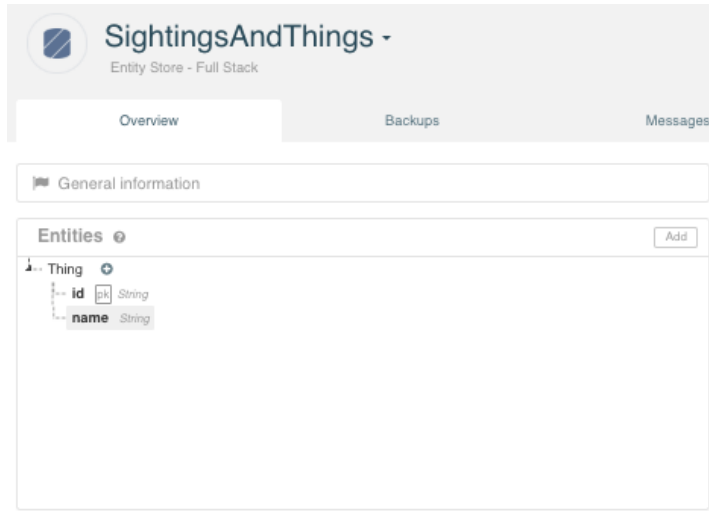 SightingsAndThings
Entity Store - Full Stack
Overview Backups Messages
General information
Entities Add
Thing
id pk String
name String